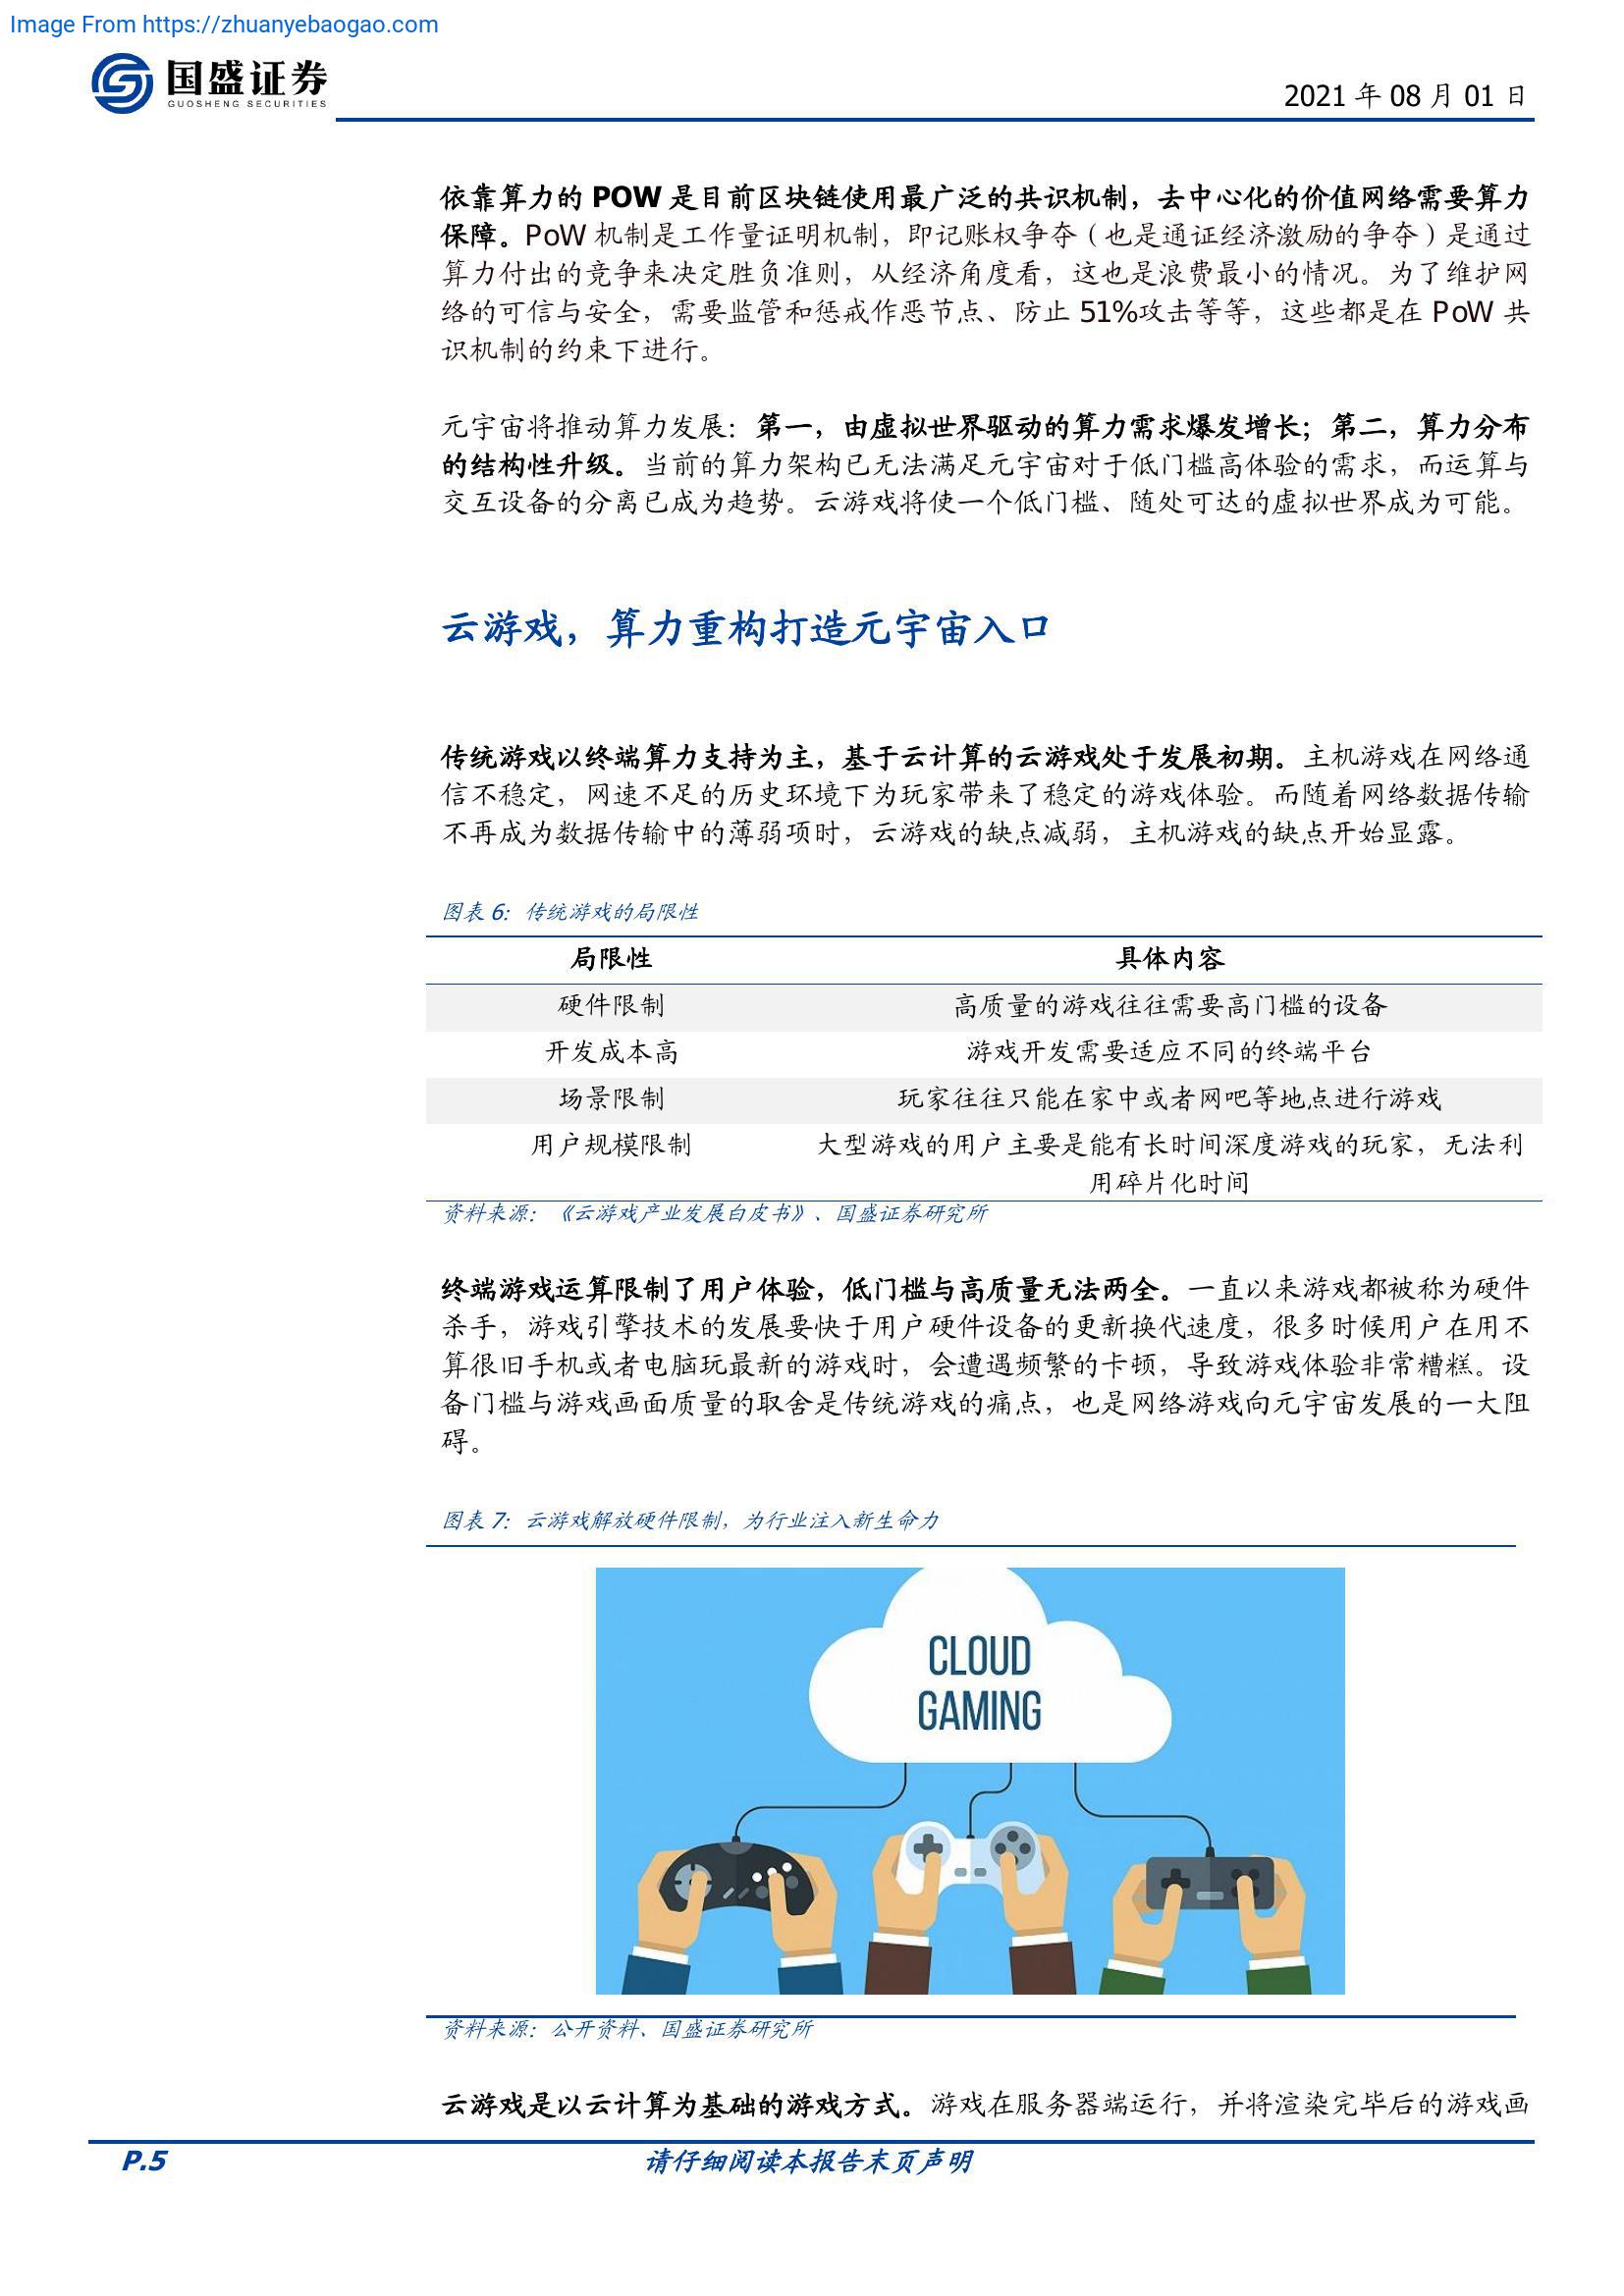 Image From https://zhuanyebaogao.com
国盛证券
GUOSHENG SECURITIES
2021 年 08 月 01 日
依靠算力的 POW 是目前区块链使用最广泛的共识机制，去中心化的价值网络需要算力
保障。PoW 机制是工作量证明机制，即记账权争夺（也是通证经济激励的争夺）是通过
算力付出的竞争来决定胜负准则，从经济角度看，这也是浪费最小的情况。为了维护网
络的可信与安全，需要监管和惩戒作恶节点、防止 51%攻击等等，这些都是在 PoW 共
识机制的约束下进行。
元宇宙将推动算力发展：第一，由虚拟世界驱动的算力需求爆发增长；第二，算力分布
的结构性升级。当前的算力架构已无法满足元宇宙对于低门槛高体验的需求，而运算与
交互设备的分离已成为趋势。云游戏将使一个低门槛、随处可达的虚拟世界成为可能。
云游戏，算力重构打造元宇宙入口
传统游戏以终端算力支持为主，基于云计算的云游戏处于发展初期。主机游戏在网络通
信不稳定，网速不足的历史环境下为玩家带来了稳定的游戏体验。而随着网络数据传输
不再成为数据传输中的薄弱项时，云游戏的缺点减弱，主机游戏的缺点开始显露。
图表 6：传统游戏的局限性
局限性 具体内容
硬件限制 高质量的游戏往往需要高门槛的设备
开发成本高 游戏开发需要适应不同的终端平台
场景限制 玩家往往只能在家中或者网吧等地点进行游戏
用户规模限制 大型游戏的用户主要是能有长时间深度游戏的玩家，无法利
用碎片化时间
资料来源：《云游戏产业发展白皮书》、国盛证券研究所
终端游戏运算限制了用户体验，低门槛与高质量无法两全。一直以来游戏都被称为硬件
杀手，游戏引擎技术的发展要快于用户硬件设备的更新换代速度，很多时候用户在用不
算很旧手机或者电脑玩最新的游戏时，会遭遇频繁的卡顿，导致游戏体验非常糟糕。设
备门槛与游戏画面质量的取舍是传统游戏的痛点，也是网络游戏向元宇宙发展的一大阻
碍。
图表 7：云游戏解放硬件限制，为行业注入新生命力
CLOUD
GAMING
资料来源：公开资料、国盛证券研究所
云游戏是以云计算为基础的游戏方式。游戏在服务器端运行，并将渲染完毕后的游戏画
P.5 请仔细阅读本报告末页声明